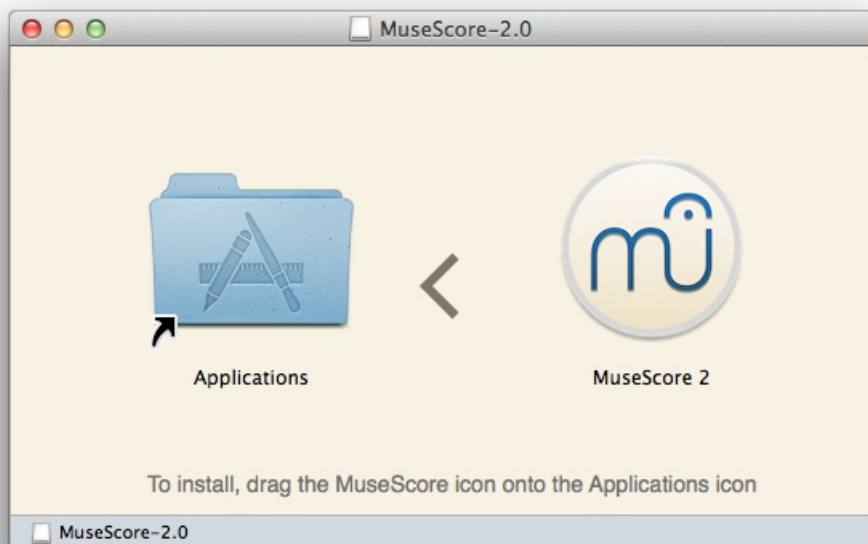 MuseScore-2.0
Applications
MuseScore 2
To install, drag the MuseScore icon onto the Applications icon
MuseScore-2.0